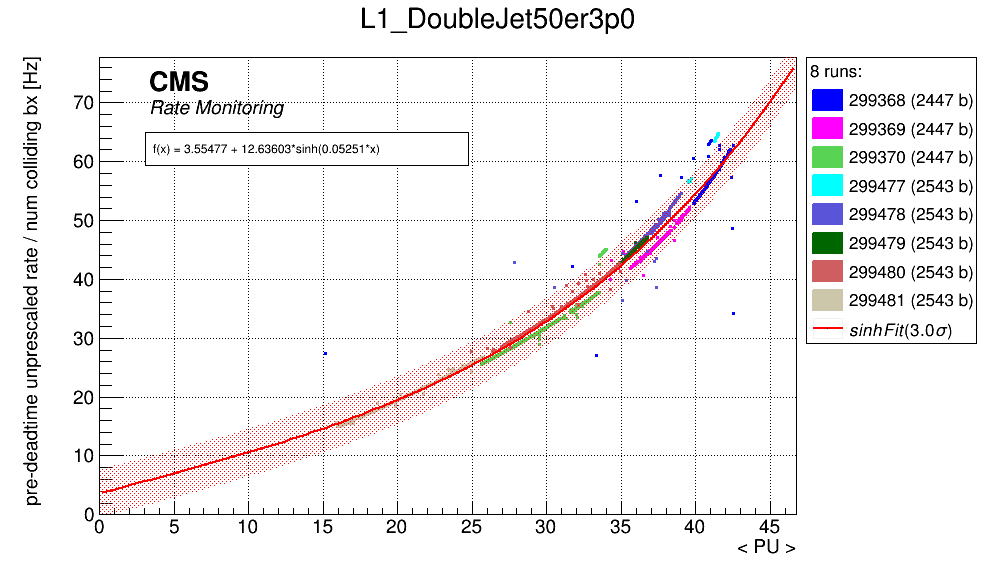 L1_DoubleJet50er3p0
pre-deadtime unprescaled rate / num colliding bx [Hz]
CMS
Rate Monitoring
f(x) = 3.55477 + 12.63603*sinh(0.05251*x)
70
60
50
40
30
20
10
0
0 5 10 15 20 25 30 35 40 45
< PU >
8 runs:
299368 (2447 b)
299369 (2447 b)
299370 (2447 b)
299477 (2543 b)
299478 (2543 b)
299479 (2543 b)
299480 (2543 b)
299481 (2543 b)
sinhFit(3.0σ)